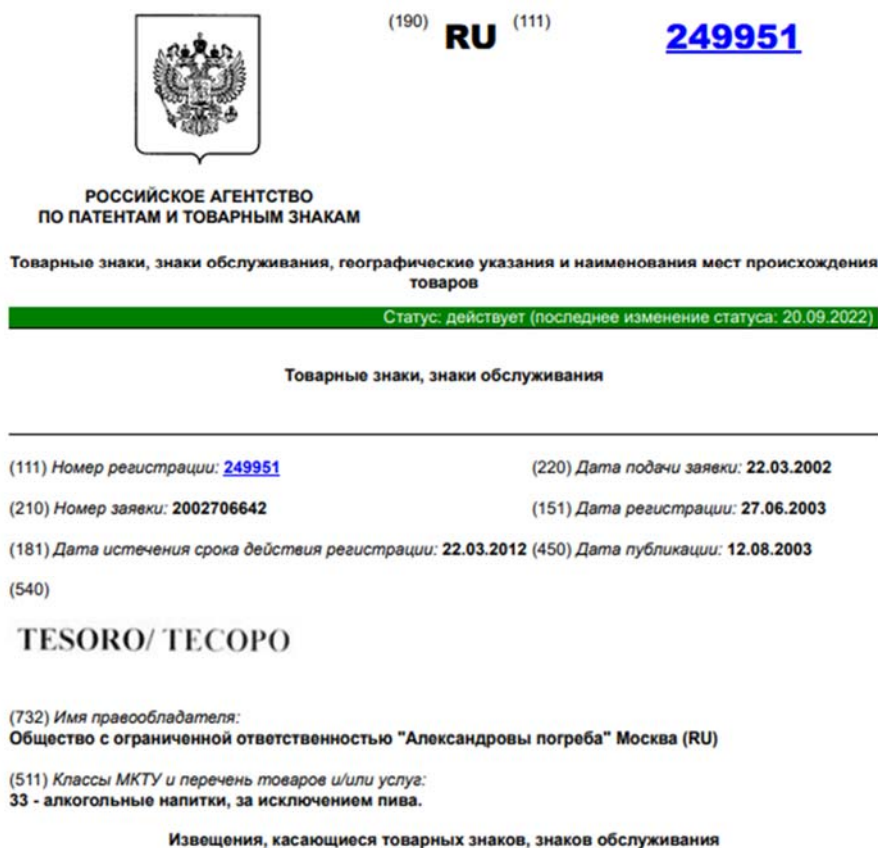 (190) RU (111) 249951
РОССИЙСКОЕ АГЕНТСТВО
ПО ПАТЕНТАМ И ТОВАРНЫМ ЗНАКАМ
Товарные знаки, знаки обслуживания, географические указания и наименования мест происхождения
товаров
Статус: действует (последнее изменение статуса: 20.09.2022)
Товарные знаки, знаки обслуживания
(111) Номер регистрации: 249951 (220) Дата подачи заявки: 22.03.2002
(210) Номер заявки: 2002706642 (151) Дата регистрации: 27.06.2003
(181) Дата истечения срока действия регистрации: 22.03.2012 (450) Дата публикации: 12.08.2003
(540)
TESORO/ ТЕСОРО
(732) Имя правообладателя:
Общество с ограниченной ответственностью "Александровы погреба" Москва (RU)
(511) Классы МКТУ и перечень товаров и/или услуг:
33 - алкогольные напитки, за исключением пива.
Извещения, касающиеся товарных знаков, знаков обслуживания